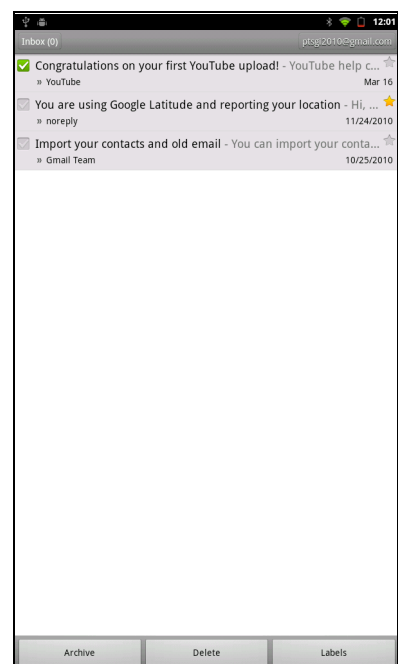 12:01
Inbox (0) ptsgi2010@gmail.com
Congratulations on your first YouTube upload! - YouTube help c...
» YouTube Mar 16
You are using Google Latitude and reporting your location - Hi, ...
» noreply 11/24/2010
Import your contacts and old email - You can import your conta...
» Gmail Team 10/25/2010
Archive Delete Labels